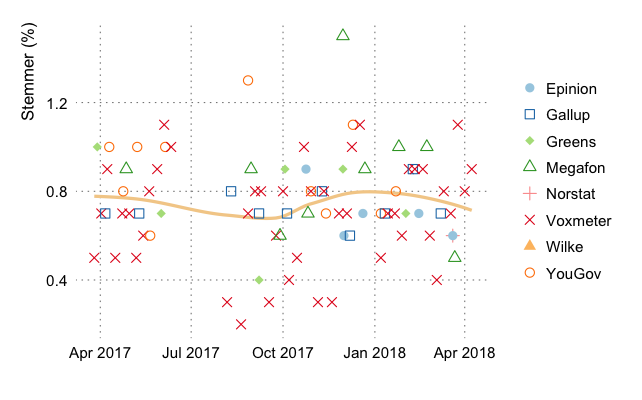 Stemmer (%)
1.2
0.8
0.4
Apr 2017 Jul 2017 Oct 2017 Jan 2018 Apr 2018
Epinion
Gallup
Greens
Megafon
Norstat
Voxmeter
Wilke
YouGov